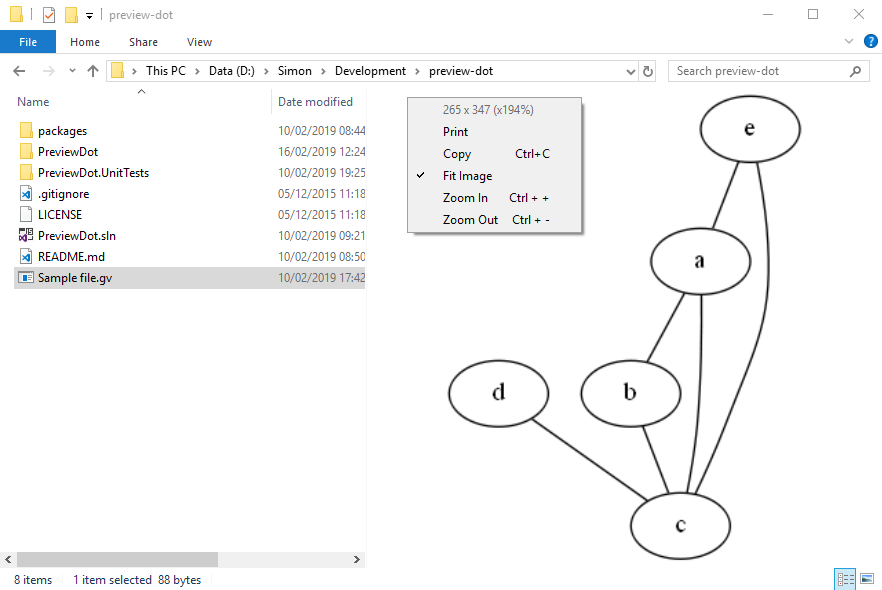 preview-dot
File Home Share View
This PC > Data (D:) > Simon > Development > preview-dot
Search preview-dot
Name Date modified
packages 10/02/2019 08:44
PreviewDot 16/02/2019 12:24
PreviewDot.UnitTests 10/02/2019 19:25
.gitignore 05/12/2015 11:18
LICENSE 05/12/2015 11:18
PreviewDot.sln 10/02/2019 09:21
README.md 10/02/2019 08:50
Sample file.gv 10/02/2019 17:42
265 x 347 (x194%)
Print
Copy Ctrl+C
Fit Image
Zoom In Ctrl + +
Zoom Out Ctrl + -
e
a
d b
c
8 items 1 item selected 88 bytes